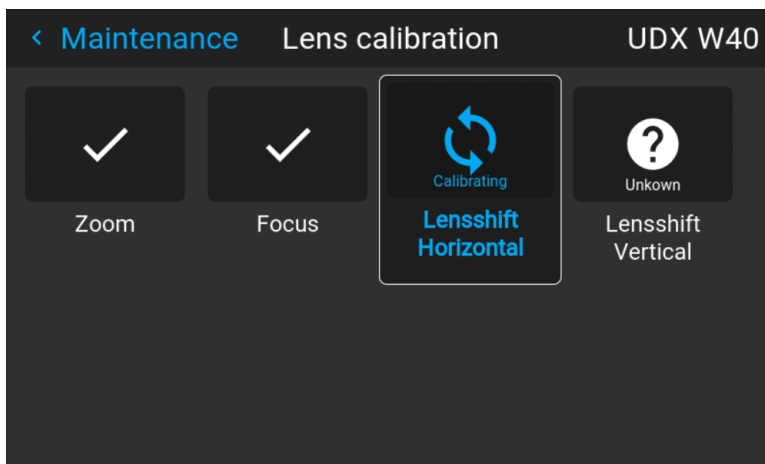 < Maintenance Lens calibration UDX W40
Calibrating
Unkown
Zoom
Focus
Lensshift
Horizontal
Lensshift
Vertical